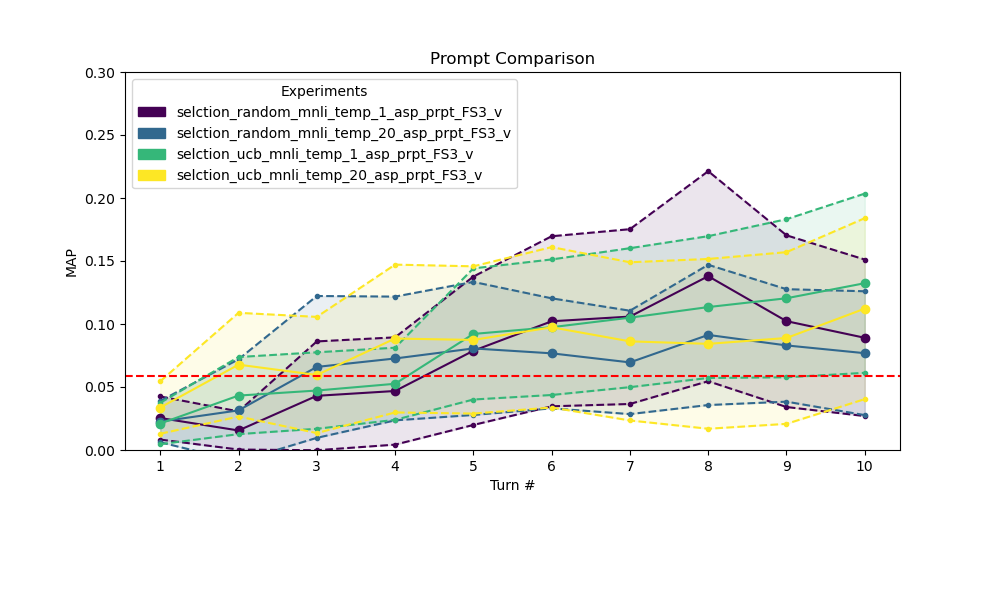 Prompt Comparison
0.30
0.25
0.20
0.15
0.10
0.05
0.00
MAP
Experiments
selction_random_mnli_temp_1_asp_prpt_FS3_v
selction_random_mnli_temp_20_asp_prpt_FS3_v
selction_ucb_mnli_temp_1_asp_prpt_FS3_v
selction_ucb_mnli_temp_20_asp_prpt_FS3_v
1 2 3 4 5 6 7 8 9 10
Turn #